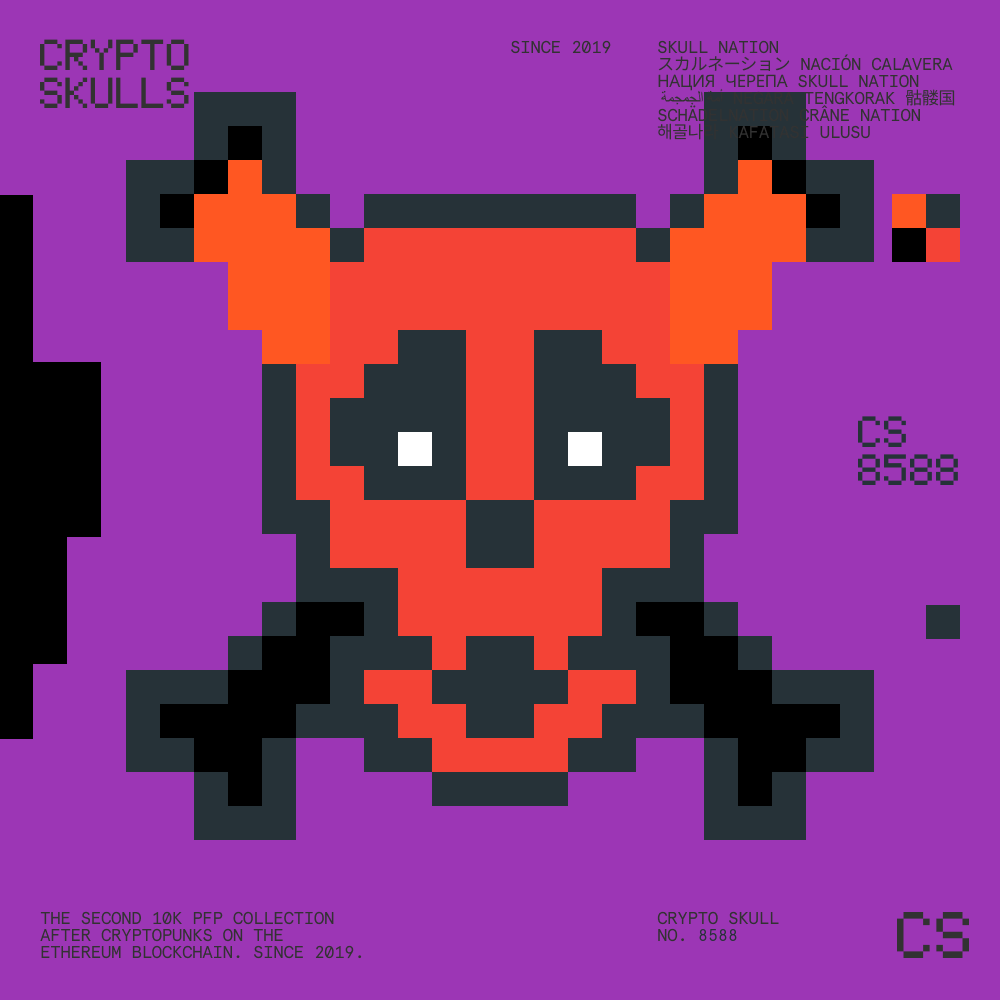 CRYPTO
SKULLS
SINCE 2019
SKULL NATION
スカルネーション NACIÓN CALAVERA
НАЦИЯ ЧЕРЕПА SKULL NATION
TENGKORAK 骷髅国
CRÂNE NATION
해골 ULUSU
CS
8588
THE SECOND 10K PFP COLLECTION
AFTER CRYPTOPUNKS ON THE
ETHEREUM BLOCKCHAIN. SINCE 2019.
CRYPTO SKULL
NO. 8588
CS